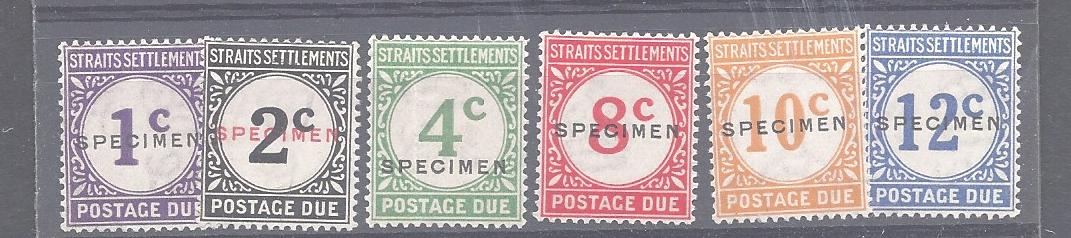 STRAITS SETTLEMENTS
1c
SPECIMEN
POSTAGE DUE
STRAITS SETTLEMENTS
2c
SPECIMEN
POSTAGE DUE
STRAITS SETTLEMENTS
4c
SPECIMEN
POSTAGE DUE
STRAITS SETTLEMENTS
8c
SPECIMEN
POSTAGE DUE
STRAITS SETTLEMENTS
10c
SPECIMEN
POSTAGE DUE
STRAITS SETTLEMENTS
12c
SPECIMEN
POSTAGE DUE